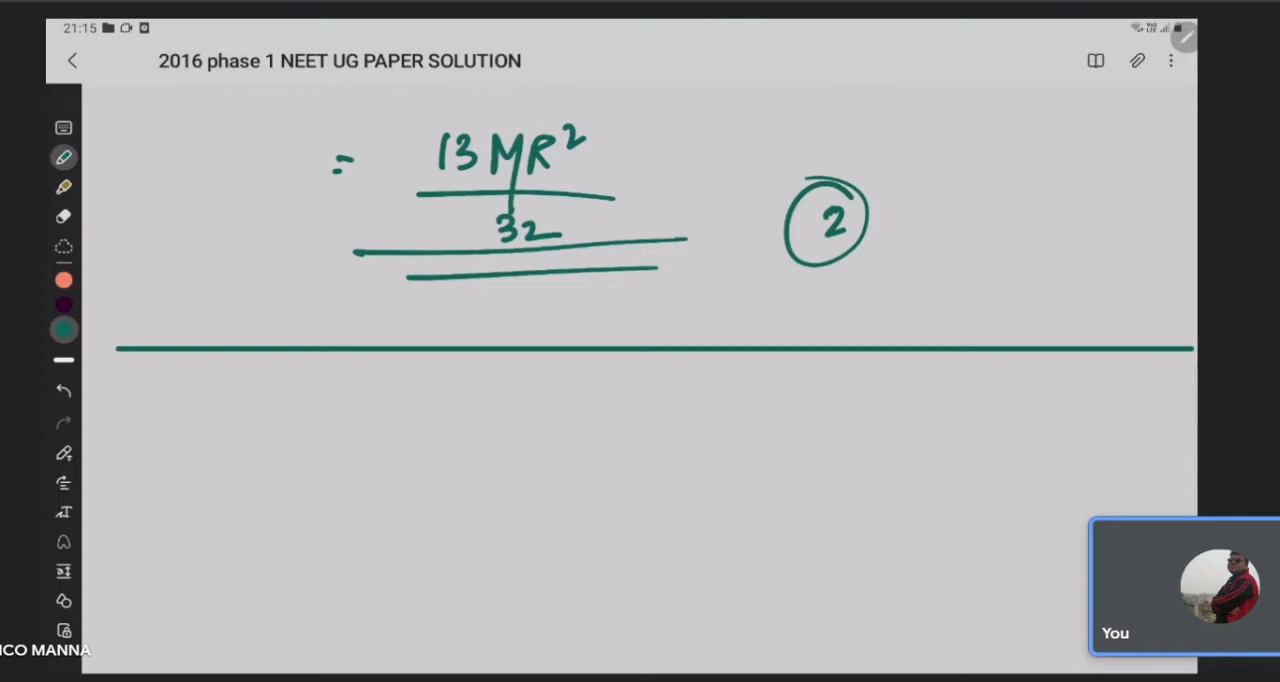 21:15
2016 phase 1 NEET UG PAPER SOLUTION
= 13MR²
32
2
You
ICO MANNA